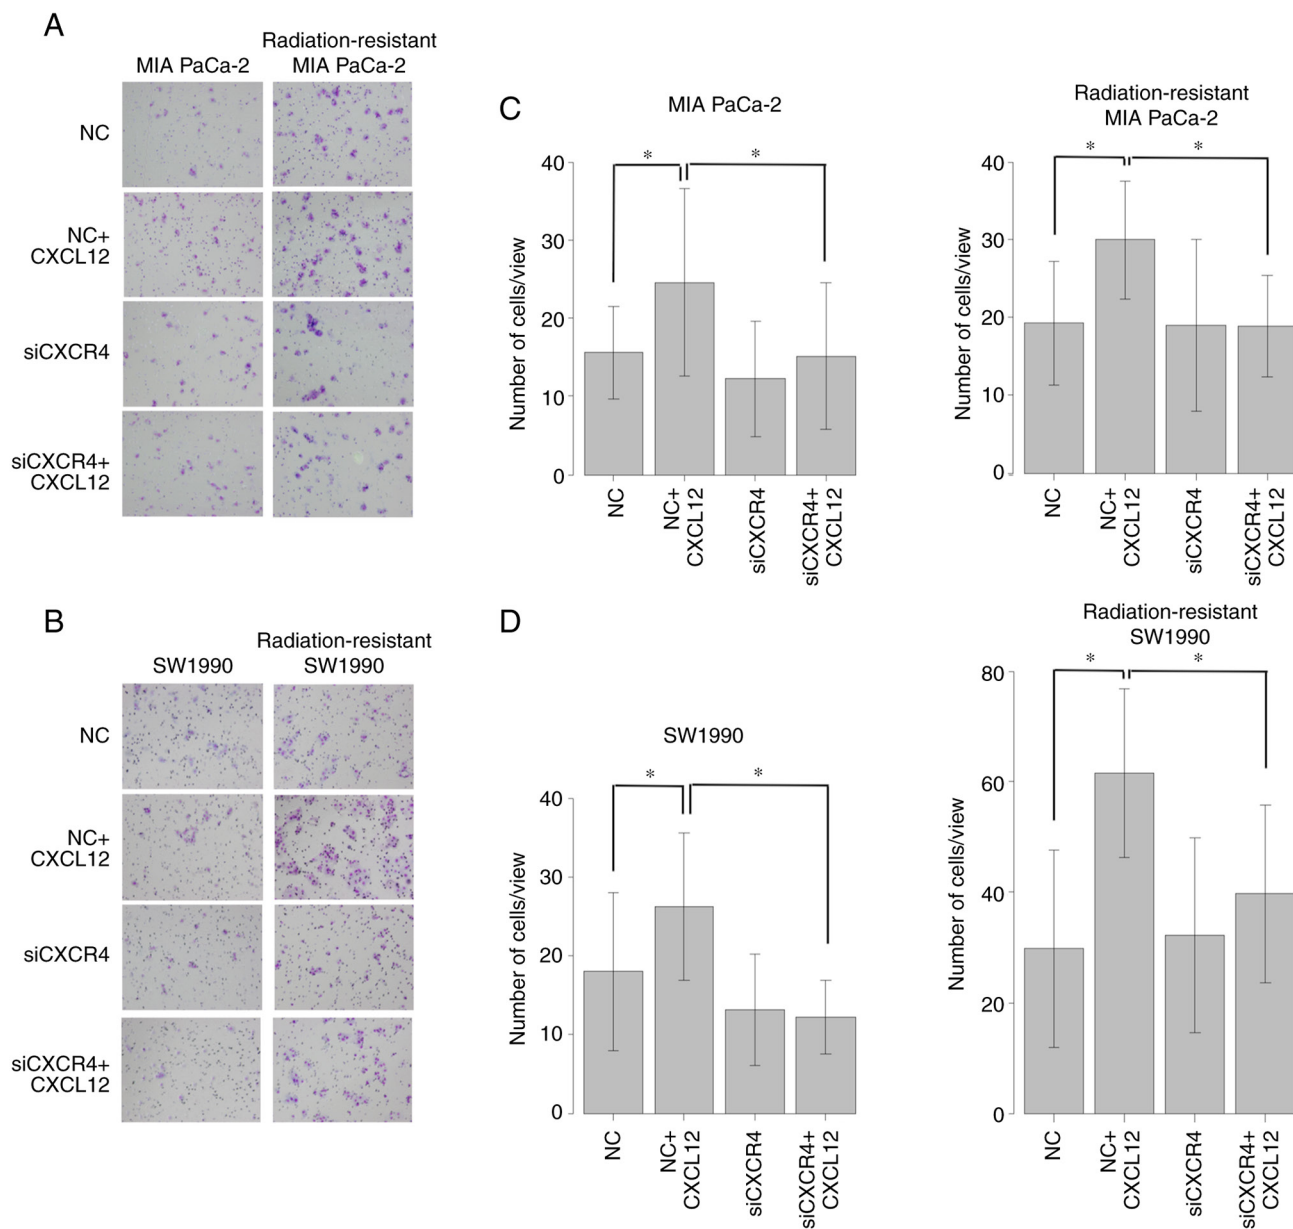 A
MIA PaCa-2
Radiation-resistant
MIA PaCa-2
NC
NC+
CXCL12
siCXCR4
siCXCR4+
CXCL12
B
SW1990
Radiation-resistant
SW1990
NC
NC+
CXCL12
siCXCR4
siCXCR4+
CXCL12
C
MIA PaCa-2
Number of cells/view
40
30
20
10
0
*
*
NC
NC+
CXCL12
siCXCR4
siCXCR4+
CXCL12
Radiation-resistant
MIA PaCa-2
Number of cells/view
40
30
20
10
0
*
*
NC
NC+
CXCL12
siCXCR4
siCXCR4+
CXCL12
D
SW1990
Number of cells/view
40
30
20
10
0
*
*
NC
NC+
CXCL12
siCXCR4
siCXCR4+
CXCL12
Radiation-resistant
SW1990
Number of cells/view
80
60
40
20
0
*
*
NC
NC+
CXCL12
siCXCR4
siCXCR4+
CXCL12